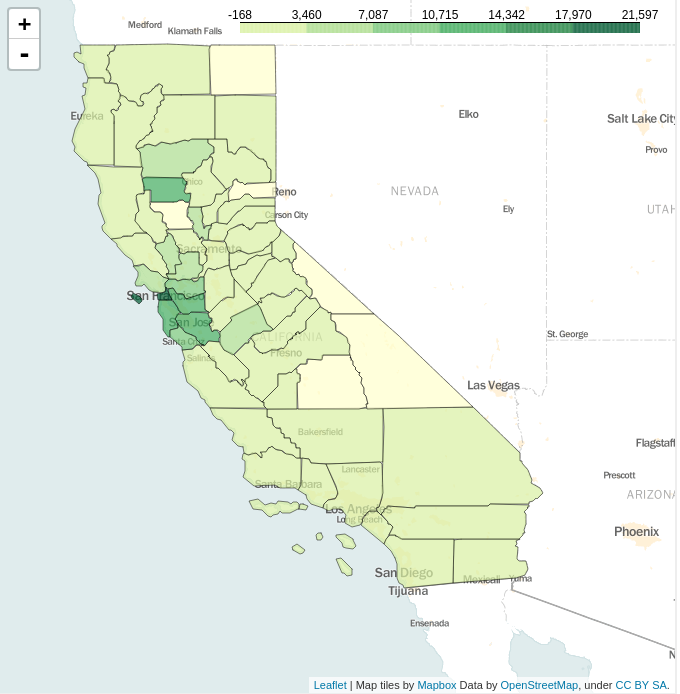 +
-
-168 3,460 7,087 10,715 14,342 17,970 21,597
Medford
Klamath Falls
Eureka
Elko
Salt Lake City
Provo
Chico
Reno
NEVADA
Carson City
Ely
UTAH
Sacramento
San Francisco
San Jose
Santa Cruz
CALIFORNIA
St. George
Salinas
Fresno
Las Vegas
Bakersfield
Flagstaff
Lancaster
Prescott
Santa Barbara
ARIZONA
Los Angeles
Long Beach
Phoenix
San Diego
Mexicali
Yuma
Tijuana
Ensenada
N
Leaflet | Map tiles by Mapbox Data by OpenStreetMap, under CC BY SA.